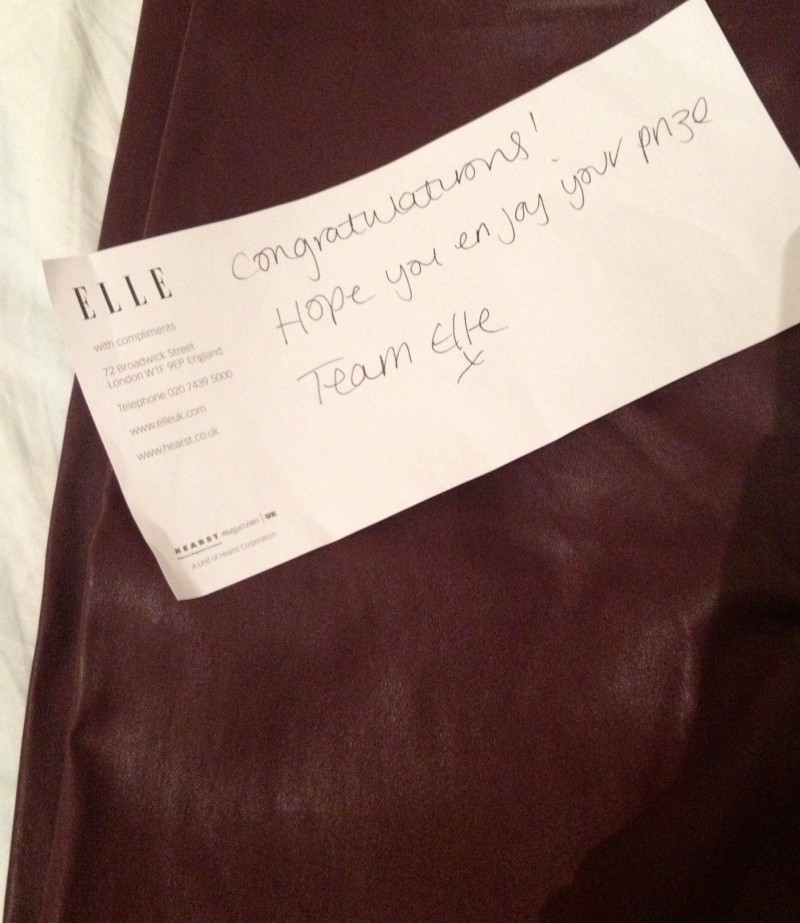 Congratulations!
Hope you enjoy your prize
Team Elle
x
ELLE
with compliments
72 Broadwick Street
London W1F 9EP England
Telephone 020 7439 5000
www.elleuk.com
www.hearst.co.uk
HEARST magazines UK
A Unit of Hearst Corporation